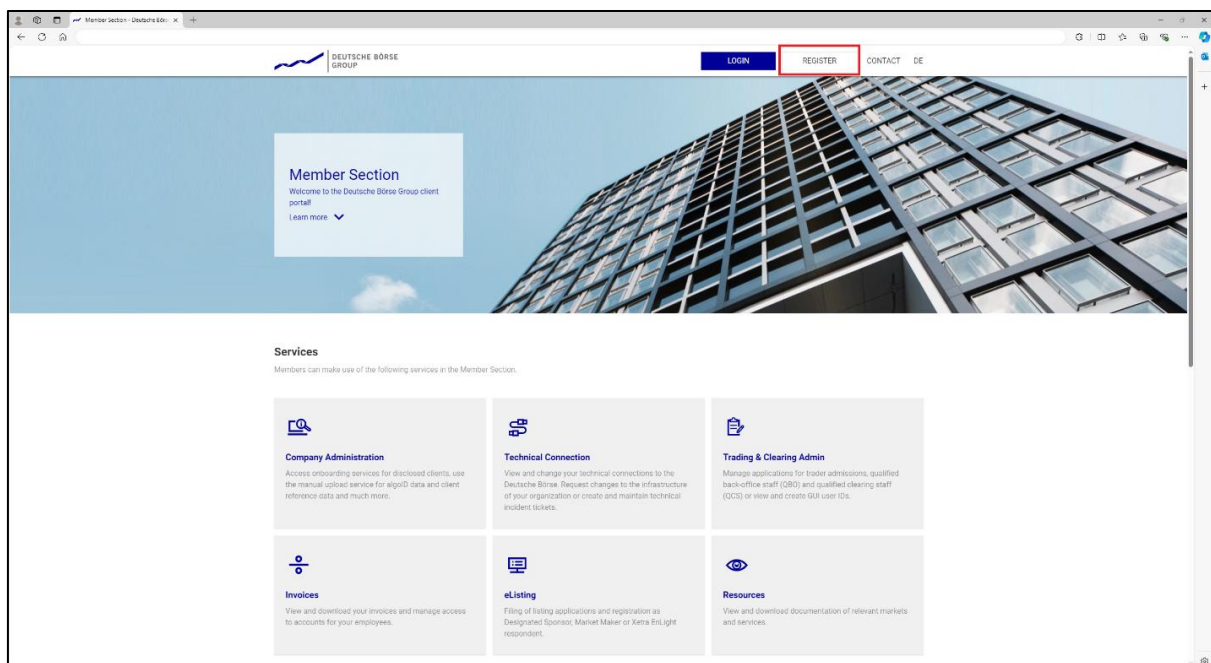 Member Section - Deutsche Börs
DEUTSCHE BÖRSE
GROUP
LOGIN
REGISTER
CONTACT
DE
Member Section
Welcome to the Deutsche Börse Group client
portal!
Learn more
Services
Members can make use of the following services in the Member Section.
Company Administration
Access onboarding services for disclosed clients, use
the manual upload service for algoID data and client
reference data and much more.
Technical Connection
View and change your technical connections to the
Deutsche Börse. Request changes to the infrastructure
of your organization or create and maintain technical
incident tickets.
Trading & Clearing Admin
Manage applications for trader admissions, qualified
back-office staff (QBO) and qualified clearing staff
(QCS) or view and create GUI user IDs.
Invoices
View and download your invoices and manage access
to accounts for your employees.
eListing
Filing of listing applications and registration as
Designated Sponsor, Market Maker or Xetra EnLight
respondent.
Resources
View and download documentation of relevant markets
and services.